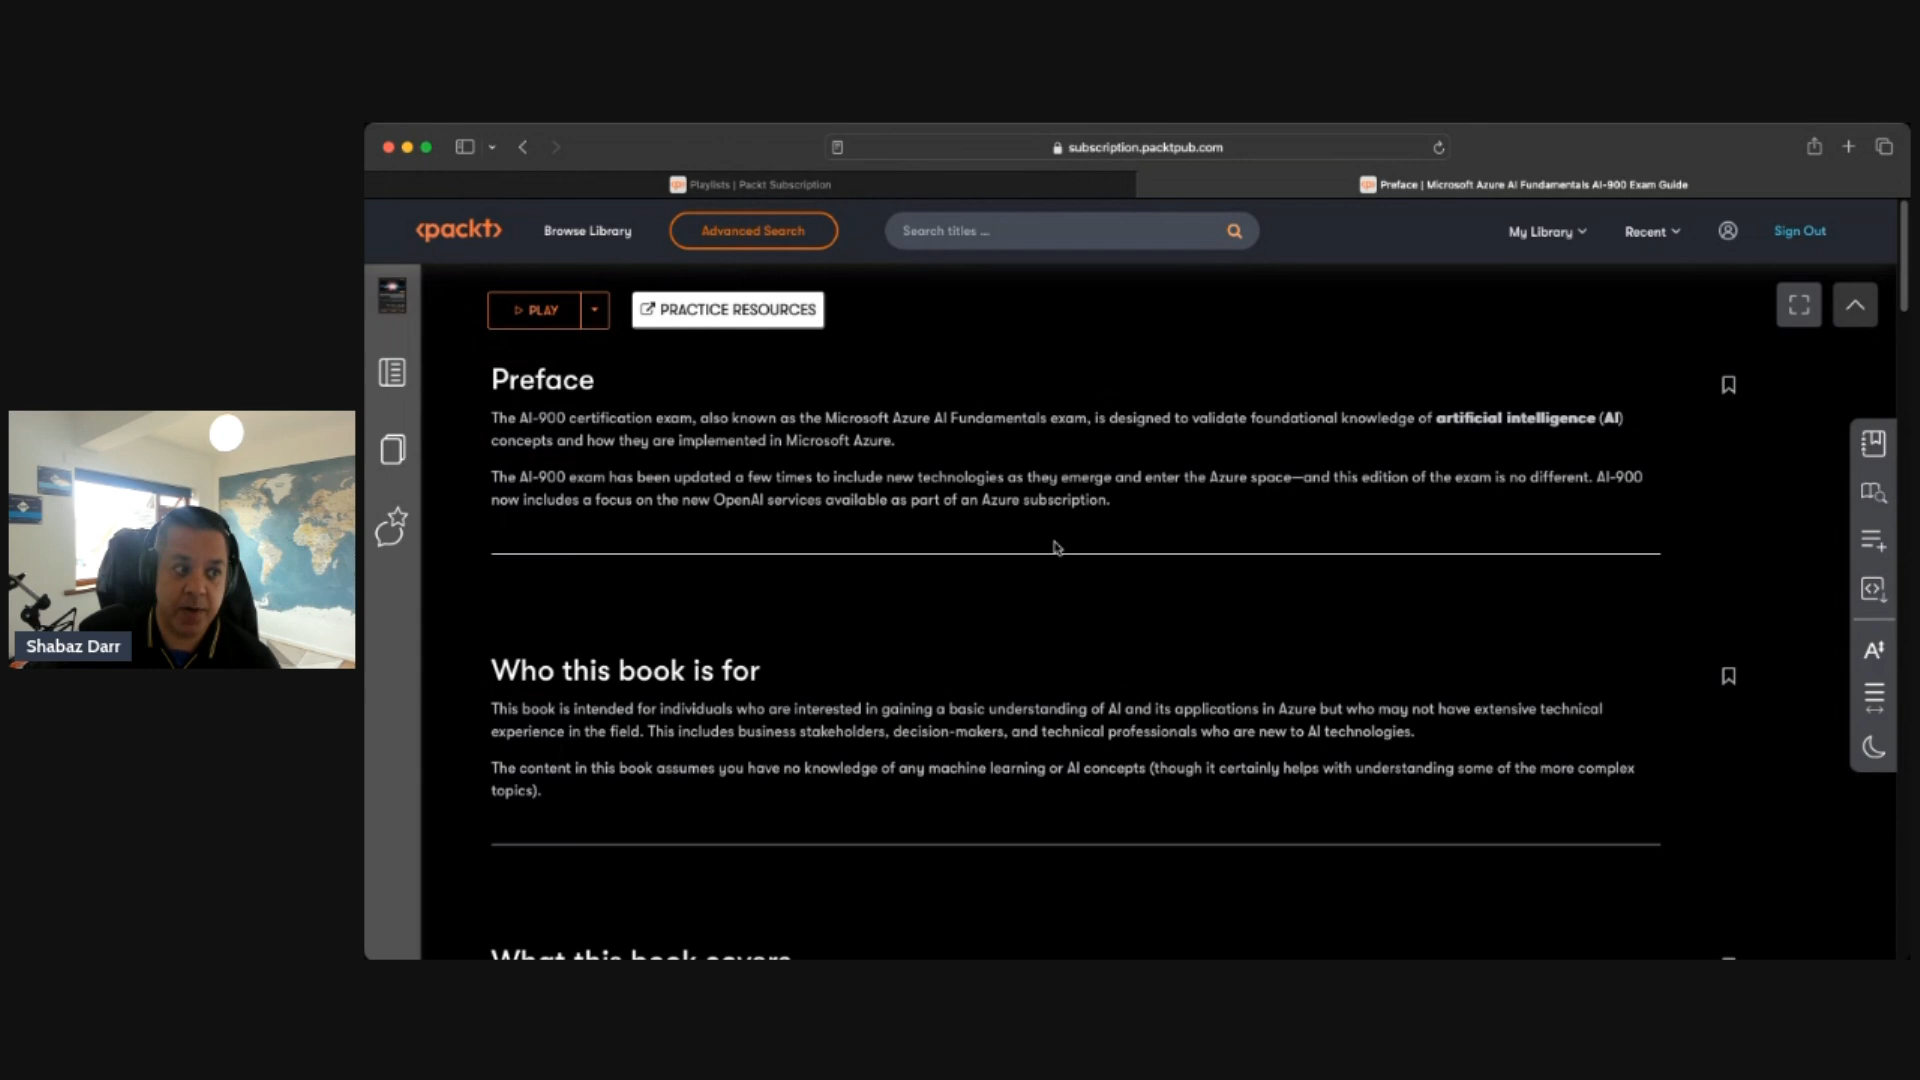 subscription.packtpub.com
Playlists | Packt Subscription
Preface | Microsoft Azure AI Fundamentals AI-900 Exam Guide
<packt>
Browse Library
Advanced Search
Search titles ...
My Library
Recent
Sign Out
PLAY
PRACTICE RESOURCES
Preface
The AI-900 certification exam, also known as the Microsoft Azure AI Fundamentals exam, is designed to validate foundational knowledge of artificial intelligence (AI)
concepts and how they are implemented in Microsoft Azure.
The AI-900 exam has been updated a few times to include new technologies as they emerge and enter the Azure space—and this edition of the exam is no different. AI-900
now includes a focus on the new OpenAI services available as part of an Azure subscription.
Shabaz Darr
Who this book is for
This book is intended for individuals who are interested in gaining a basic understanding of AI and its applications in Azure but who may not have extensive technical
experience in the field. This includes business stakeholders, decision-makers, and technical professionals who are new to AI technologies.
The content in this book assumes you have no knowledge of any machine learning or AI concepts (though it certainly helps with understanding some of the more complex
topics).
What this book covers